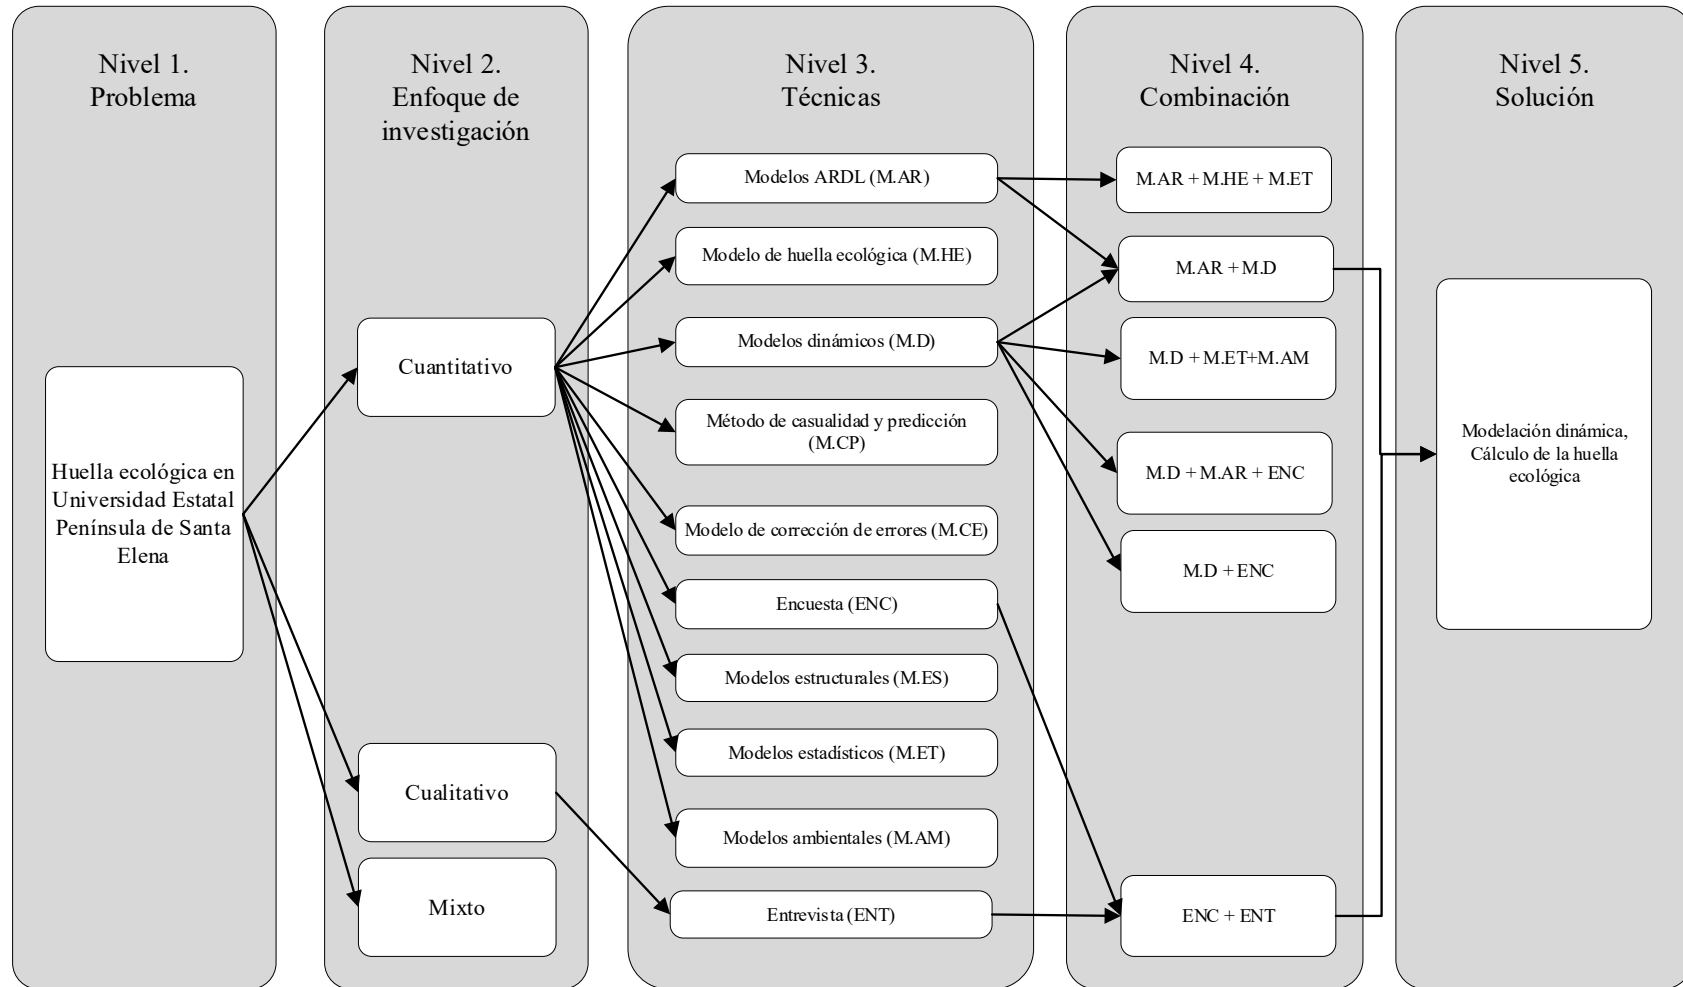 Nivel 1.
Problema
Huella ecológica en
Universidad Estatal
Península de Santa
Elena
Nivel 2.
Enfoque de
investigación
Cuantitativo
Cualitativo
Mixto
Nivel 3.
Técnicas
Modelos ARDL (M.AR)
Modelo de huella ecológica (M.HE)
Modelos dinámicos (M.D)
Método de casualidad y predicción
(M.CP)
Modelo de corrección de errores (M.CE)
Encuesta (ENC)
Modelos estructurales (M.ES)
Modelos estadísticos (M.ET)
Modelos ambientales (M.AM)
Entrevista (ENT)
Nivel 4.
Combinación
M.AR + M.HE + M.ET
M.AR + M.D
M.D + M.ET+M.AM
M.D + M.AR + ENC
M.D + ENC
ENC + ENT
Nivel 5.
Solución
Modelación dinámica,
Cálculo de la huella
ecológica